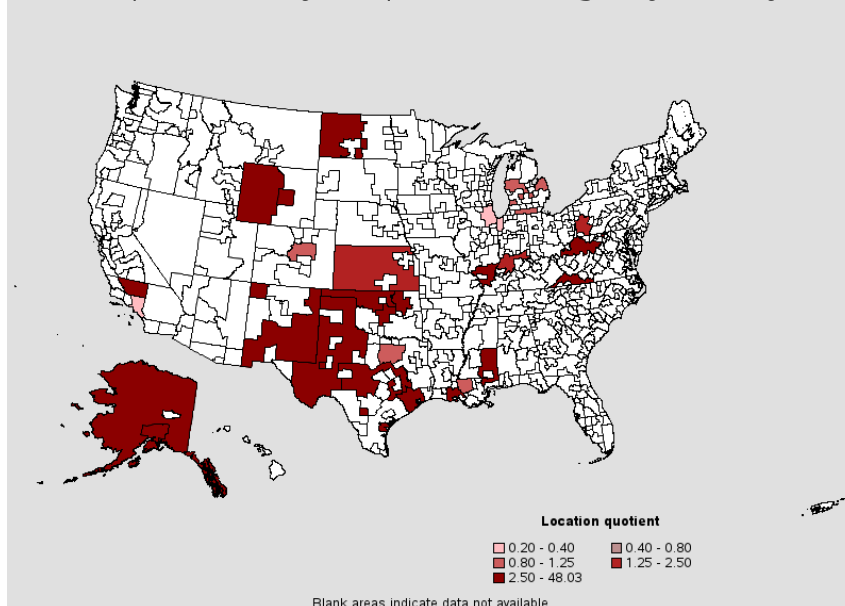 Location quotient
0.20 - 0.40
0.40 - 0.80
0.80 - 1.25
1.25 - 2.50
2.50 - 48.03
Blank areas indicate data not available